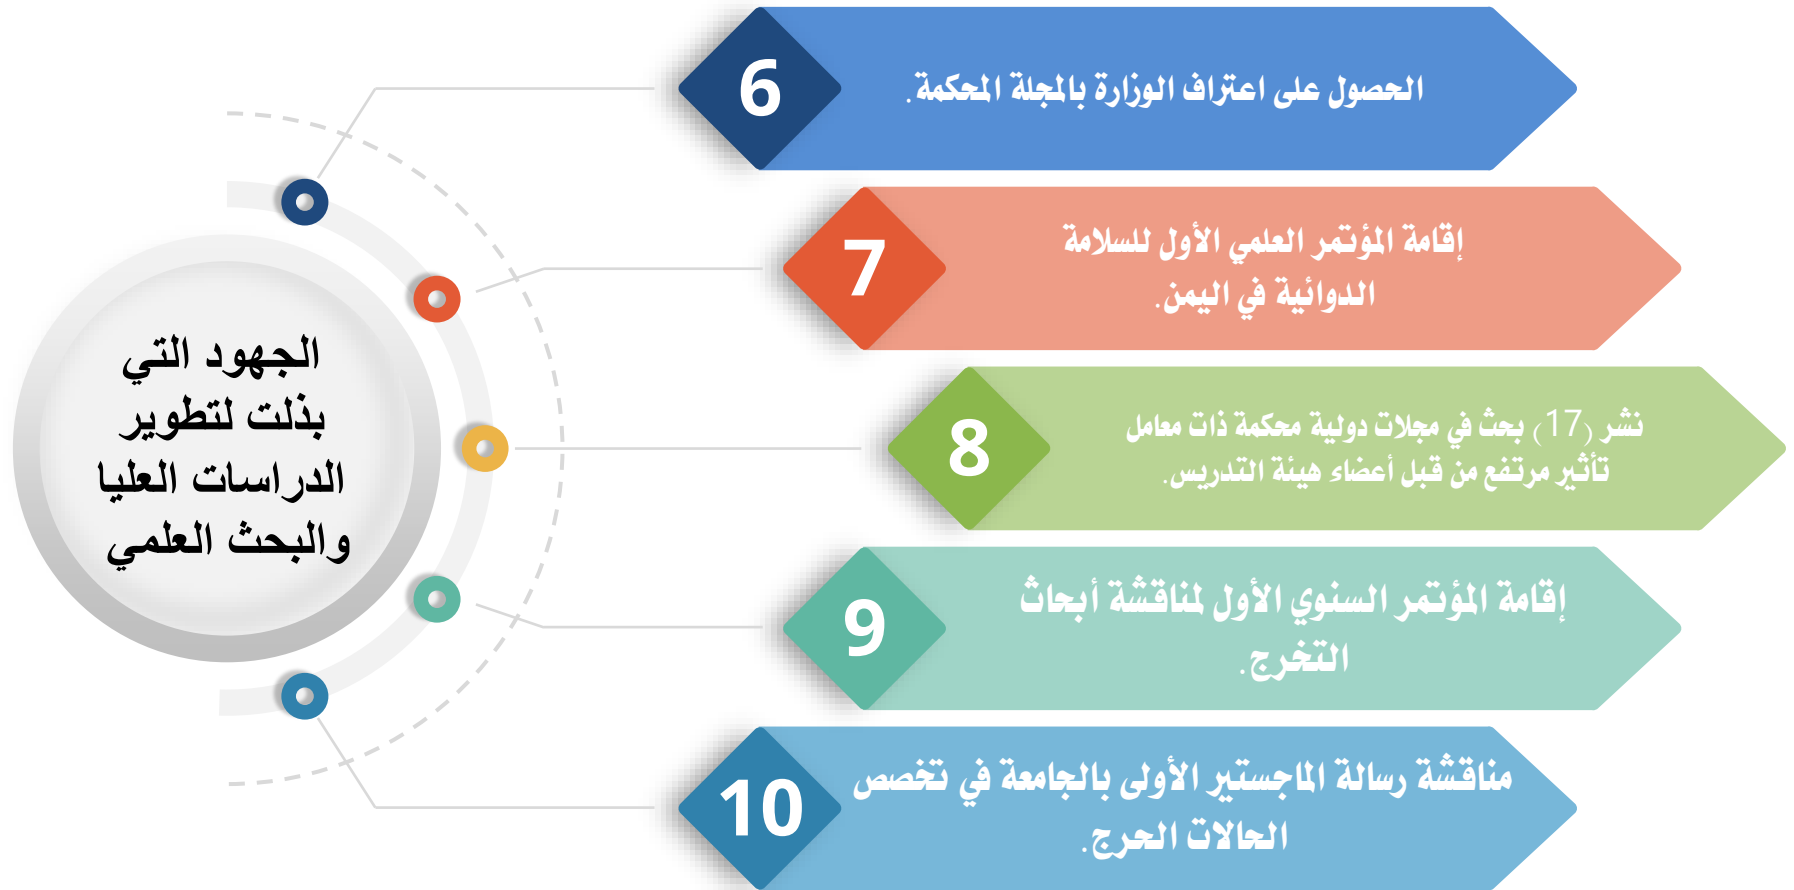 الجهود التي
بذلت لتطوير
الدراسات العليا
والبحث العلمي
6
الحصول على اعتراف الوزارة بالمجلة المحكمة.
7
إقامة المؤتمر العلمي الأول للسلامة
الدوائية في اليمن.
8
نشر (17) بحث في مجلات دولية محكمة ذات معامل
تأثير مرتفع من قبل أعضاء هيئة التدريس.
9
إقامة المؤتمر السنوي الأول لمناقشة أبحاث
التخرج.
10
مناقشة رسالة الماجستير الأولى بالجامعة في تخصص
الحالات الحرج.